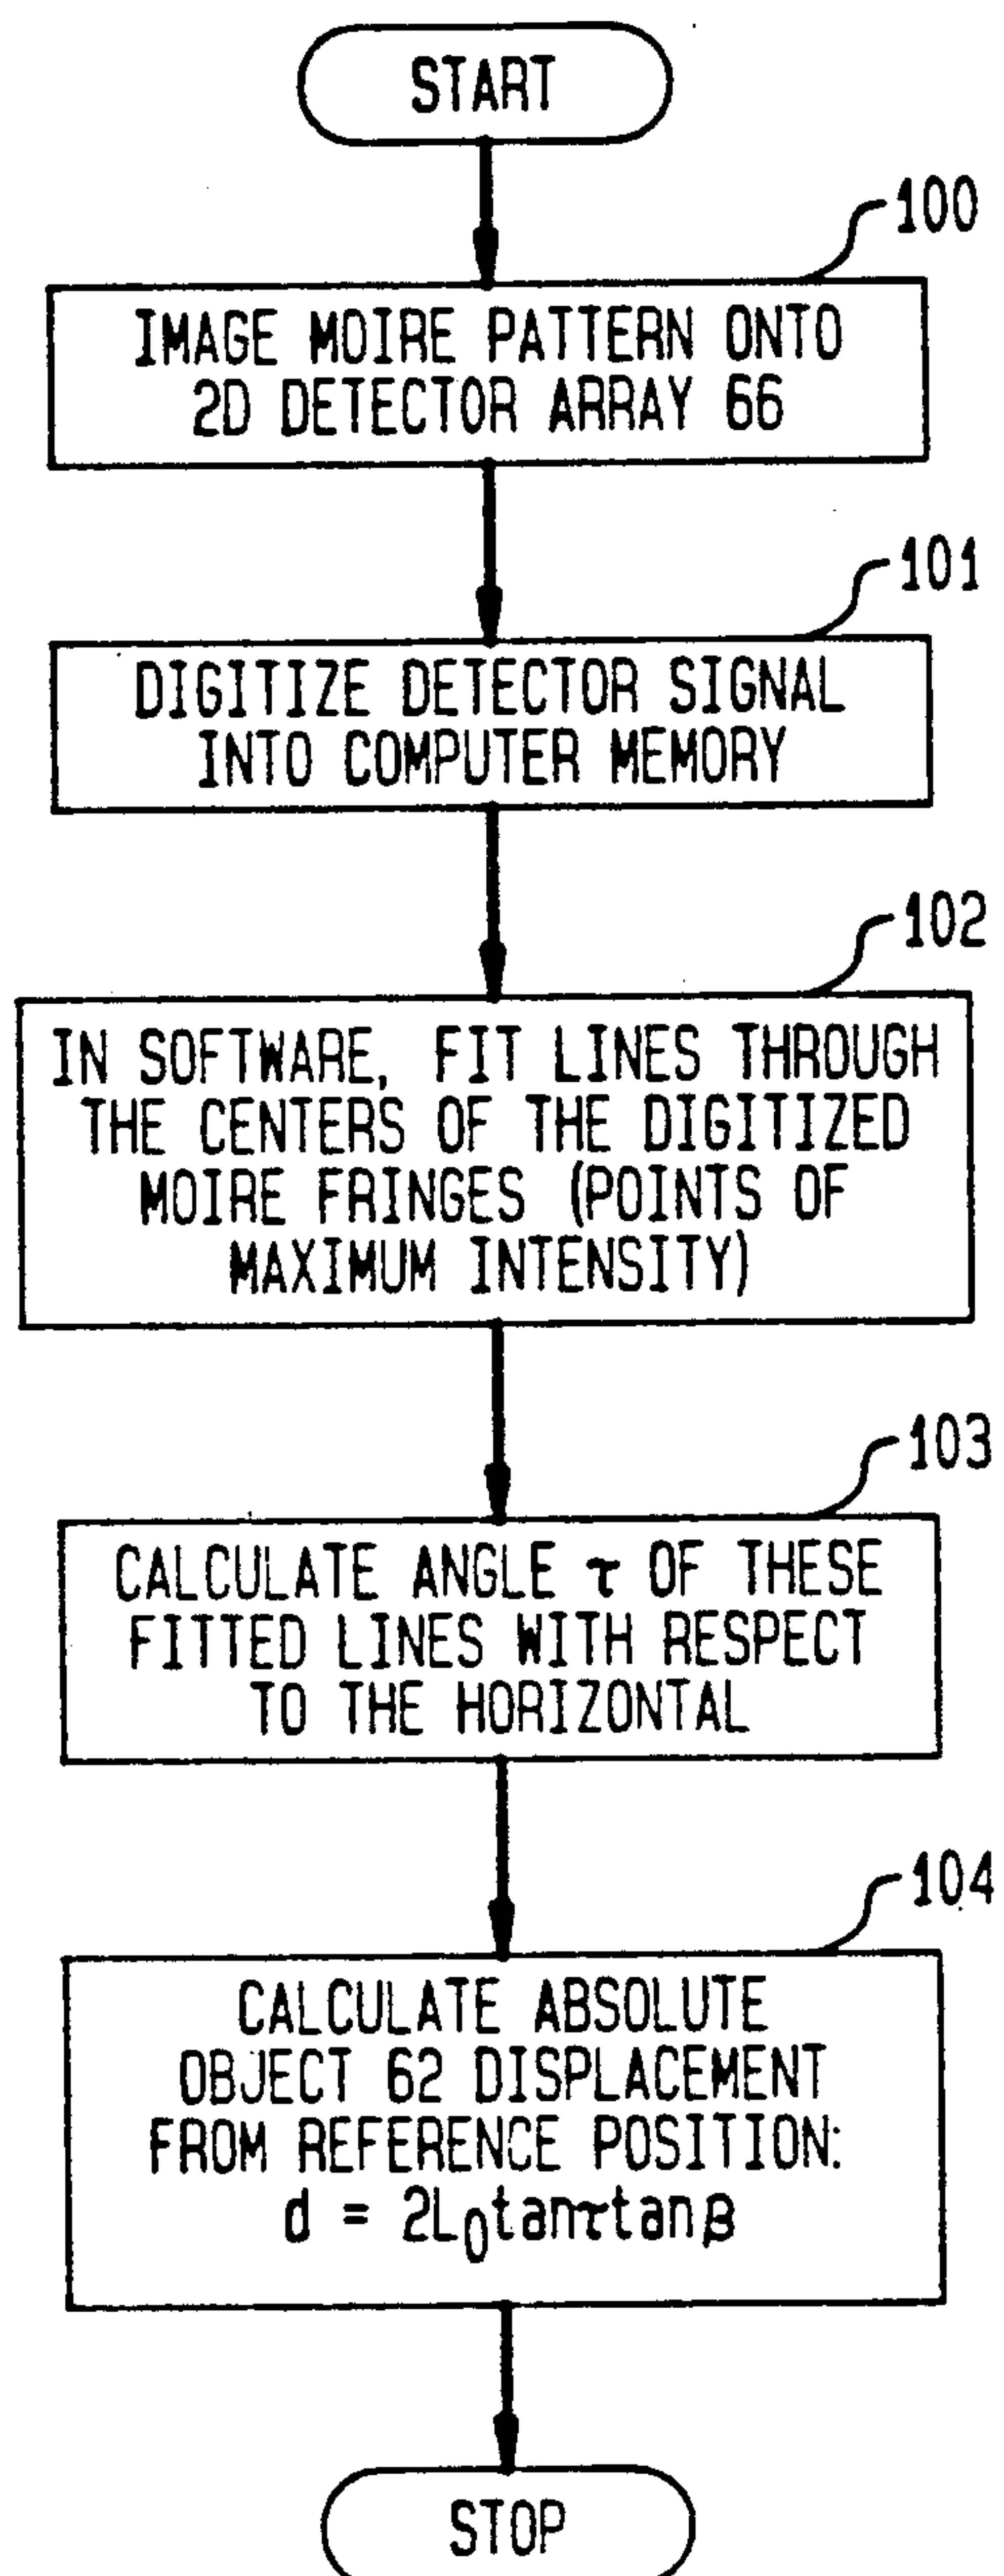 START
100
IMAGE MOIRE PATTERN ONTO
2D DETECTOR ARRAY 66
101
DIGITIZE DETECTOR SIGNAL
INTO COMPUTER MEMORY
102
IN SOFTWARE, FIT LINES THROUGH
THE CENTERS OF THE DIGITIZED
MOIRE FRINGES (POINTS OF
MAXIMUM INTENSITY)
103
CALCULATE ANGLE τ OF THESE
FITTED LINES WITH RESPECT
TO THE HORIZONTAL
104
CALCULATE ABSOLUTE
OBJECT 62 DISPLACEMENT
FROM REFERENCE POSITION:
d = 2L₀tanτtanβ
STOP